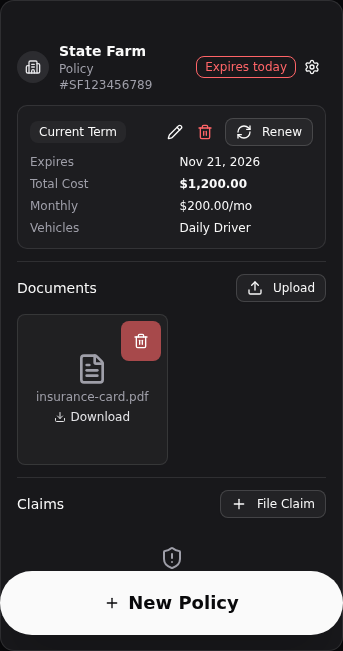 State Farm
Policy
#SF123456789
Expires today
Current Term
Renew
Expires
Nov 21, 2026
Total Cost
$1,200.00
Monthly
$200.00/mo
Vehicles
Daily Driver
Documents
Upload
insurance-card.pdf
Download
Claims
+ File Claim
+ New Policy